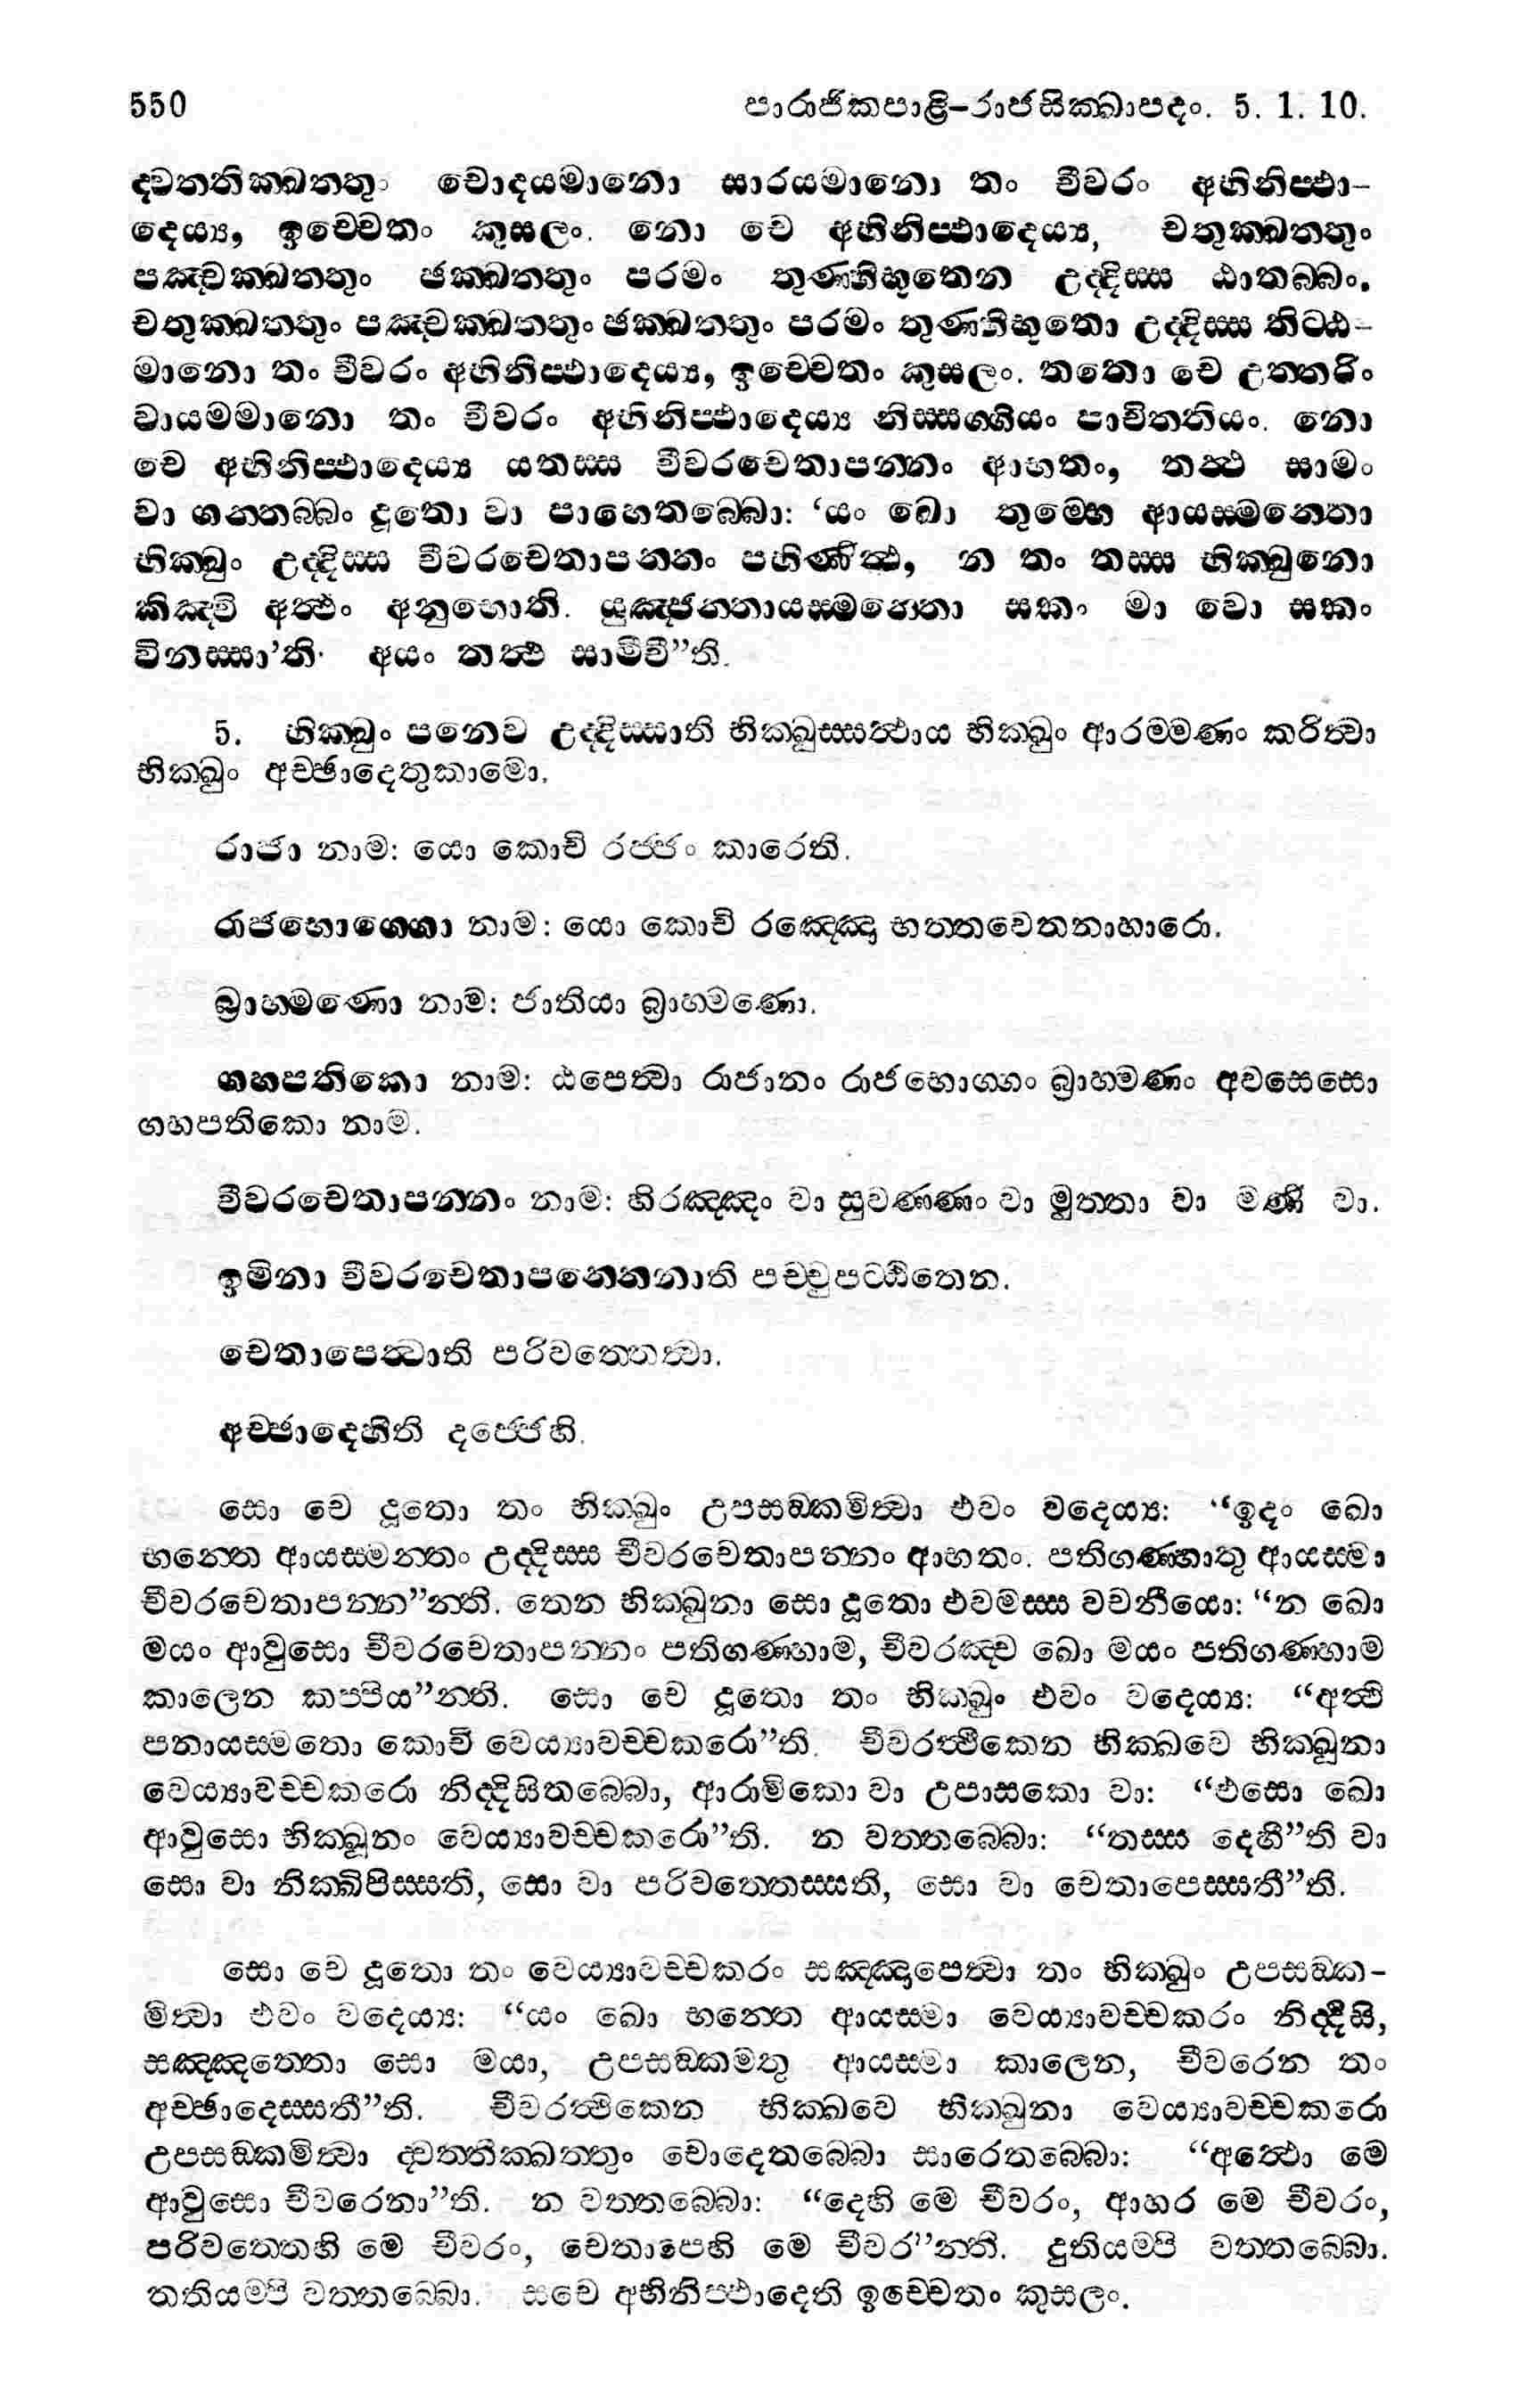 550 පාරාජිකපාළි–රාජසික්ඛාපදං. 5. 1. 10.
ද්වත්තික්ඛත්තුං චොදයමානො සාරයමානො තං චීවරං අභිනිප්ඵා-
දෙය්‍ය, ඉච්චෙතං කුසලං. නො චෙ අභිනිප්ඵාදෙය්‍ය, චතුක්ඛත්තුං
පඤ්චක්ඛත්තුං ඡක්ඛත්තුං පරමං තුණ්හීභූතෙන උද්දිස්ස ඨාතබ්බං.
චතුක්ඛත්තුං පඤ්චක්ඛත්තුං ඡක්ඛත්තුං පරමං තුණ්හීභූතො උද්දිස්ස තිට්ඨ-
මානො තං චීවරං අභිනිප්ඵාදෙය්‍ය, ඉච්චෙතං කුසලං. තතො චෙ උත්තරිං
වායමමානො තං චීවරං අභිනිප්ඵාදෙය්‍ය නිස්සග්ගියං පාචිත්තියං. නො
චෙ අභිනිප්ඵාදෙය්‍ය යතස්ස චීවරචෙතාපන්නං ආභතං, තත්ථ සාමං
වා ගන්තබ්බං දූතො වා පාහෙතබ්බො: ‘යං ඛො තුම්හෙ ආයස්මන්තො
භික්ඛුං උද්දිස්ස චීවරචෙතාපන්නං පහිණිත්ථ, න තං තස්ස භික්ඛුනො
කිඤ්චි අත්ථං අනුභොති. යුඤ්ජන්තායස්මන්තො සකං මා වො සකං
විනස්සා’ති. අයං තත්ථ සාමීචී”ති.
5. භික්ඛුං පනෙව උද්දිස්සාති භික්ඛුස්සත්ථාය භික්ඛුං ආරම්මණං කරිත්වා
භික්ඛුං අච්ඡාදෙතුකාමො.
රාජා නාම: යො කොචි රජ්ජං කාරෙති.
රාජභොග්ගො නාම: යො කොචි රඤ්ඤො භත්තවෙතනාහාරො.
බ්‍රාහ්මණො නාම: ජාතියා බ්‍රාහ්මණො.
ගහපතිකො නාම: ඨපෙත්වා රාජානං රාජභොග්ගං බ්‍රාහ්මණං අවසෙසො
ගහපතිකො නාම.
චීවරචෙතාපන්නං නාම: හිරඤ්ඤං වා සුවණ්ණං වා මුත්තා වා මණි වා.
ඉමිනා චීවරචෙතාපන්නෙනාති පච්චුපට්ඨිතෙන.
චෙතාපෙත්වාති පරිවත්තෙත්වා.
අච්ඡාදෙහීති දජ්ජෙහි.
සො චෙ දූතො තං භික්ඛුං උපසඞ්කමිත්වා එවං වදෙය්‍ය: “ඉදං ඛො
භන්තෙ ආයස්මන්තං උද්දිස්ස චීවරචෙතාපන්නං ආභතං. පතිගණ්හාතු ආයස්මා
චීවරචෙතාපන්න”න්ති. තෙන භික්ඛුනා සො දූතො එවමස්ස වචනීයො: “න ඛො
මයං ආවුසො චීවරචෙතාපන්නං පතිගණ්හාම, චීවරඤ්ච ඛො මයං පතිගණ්හාම
කාලෙන කප්පිය”න්ති. සො චෙ දූතො තං භික්ඛුං එවං වදෙය්‍ය: “අත්ථි
පනායස්මතො කොචි වෙය්‍යාවච්චකරො”ති. චීවරත්ථිකෙන භික්ඛවෙ භික්ඛුනා
වෙය්‍යාවච්චකරො නිද්දිසිතබ්බො, ආරාමිකො වා උපාසකො වා: “එසො ඛො
ආවුසො භික්ඛූනං වෙය්‍යාවච්චකරො”ති. න වත්තබ්බො: “තස්ස දෙහී”ති වා
සො වා නික්ඛිපිස්සති, සො වා පරිවත්තෙස්සති, සො වා චෙතාපෙස්සතී”ති.
සො චෙ දූතො තං වෙය්‍යාවච්චකරං සඤ්ඤාපෙත්වා තං භික්ඛුං උපසඞ්ක-
මිත්වා එවං වදෙය්‍ය: “යං ඛො භන්තෙ ආයස්මා වෙය්‍යාවච්චකරං නිද්දිසි,
සඤ්ඤත්තො සො මයා, උපසඞ්කමතු ආයස්මා කාලෙන, චීවරෙන තං
අච්ඡාදෙස්සතී”ති. චීවරත්ථිකෙන භික්ඛවෙ භික්ඛුනා වෙය්‍යාවච්චකරො
උපසඞ්කමිත්වා ද්වත්තික්ඛත්තුං චොදෙතබ්බො සාරෙතබ්බො: “අත්ථො මෙ
ආවුසො චීවරෙනා”ති. න වත්තබ්බො: “දෙහි මෙ චීවරං, ආහර මෙ චීවරං,
පරිවත්තෙහි මෙ චීවරං, චෙතාපෙහි මෙ චීවර”න්ති. දුතියම්පි වත්තබ්බො.
තතියම්පි වත්තබ්බො. සචෙ අභිනිප්ඵාදෙති ඉච්චෙතං කුසලං.